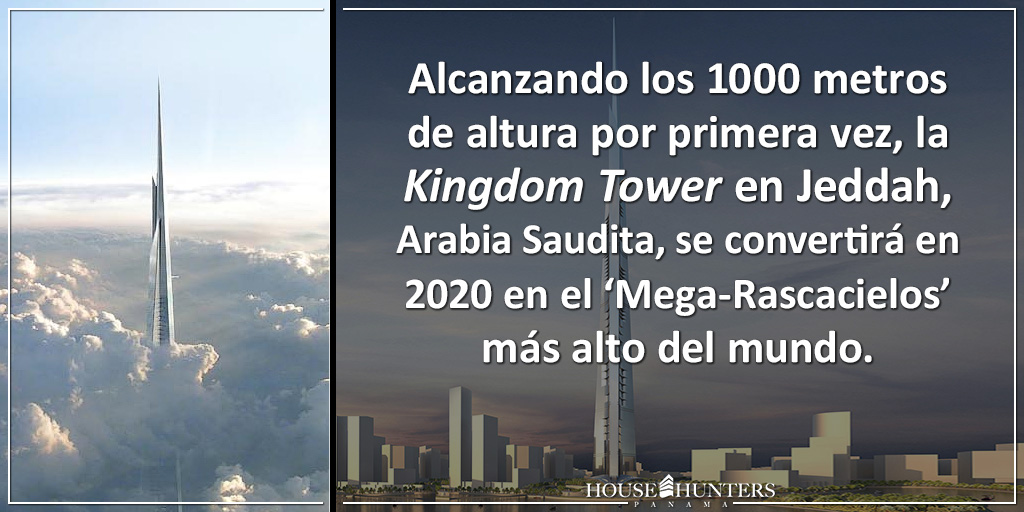 Alcanzando los 1000 metros
de altura por primera vez, la
Kingdom Tower en Jeddah,
Arabia Saudita, se convertirá en
2020 en el ‘Mega-Rascacielos’
más alto del mundo.
HOUSE HUNTERS
PANAMA